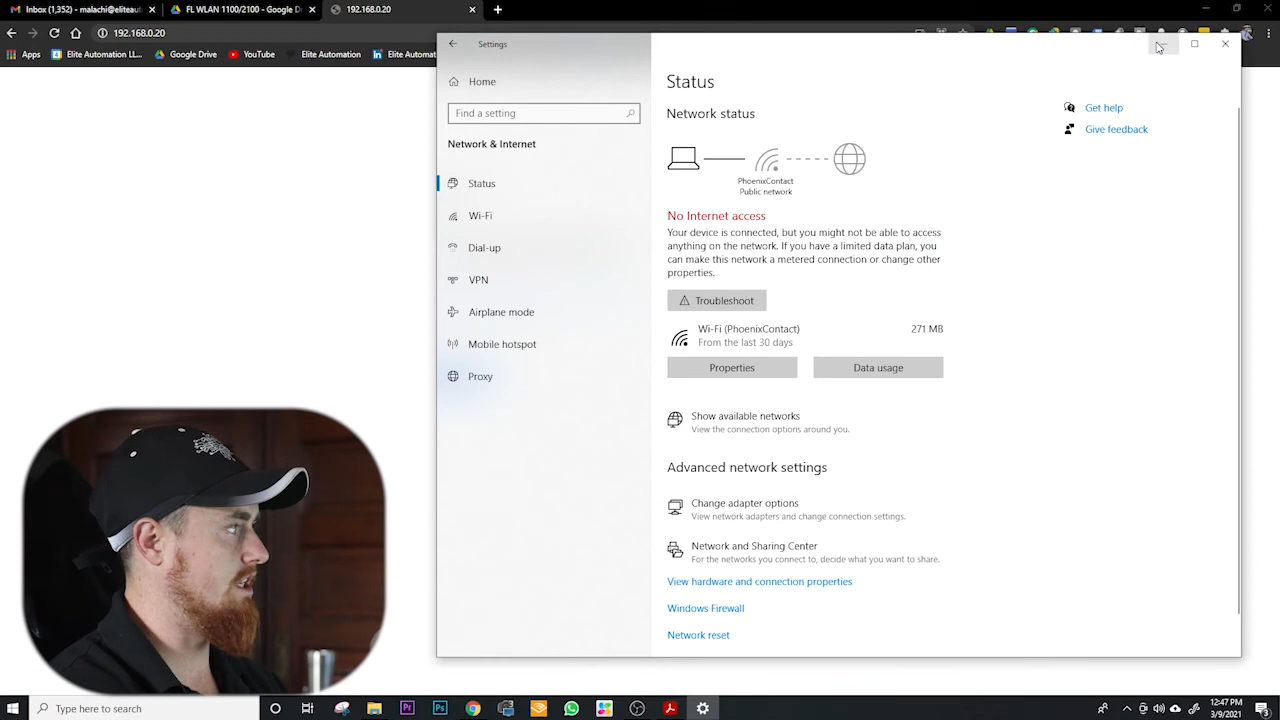 Inbox (1,352) - malachi@eliteaut
FL WLAN 1100/2100 - Google Dri
192.168.0.20
192.168.0.20
Apps
Elite Automation LL...
Google Drive
YouTube
Elite Automation
Elite Automat
Settings
Home
Find a setting
Network & Internet
Status
Wi-Fi
Dial-up
VPN
Airplane mode
Mobile hotspot
Proxy
Status
Network status
PhoenixContact
Public network
No Internet access
Your device is connected, but you might not be able to access
anything on the network. If you have a limited data plan, you
can make this network a metered connection or change other
properties.
Troubleshoot
Wi-Fi (PhoenixContact)
271 MB
From the last 30 days
Properties
Data usage
Show available networks
View the connection options around you.
Advanced network settings
Change adapter options
View network adapters and change connection settings.
Network and Sharing Center
For the networks you connect to, decide what you want to share.
View hardware and connection properties
Windows Firewall
Network reset
Get help
Give feedback
Type here to search
12:47 PM
3/9/2021